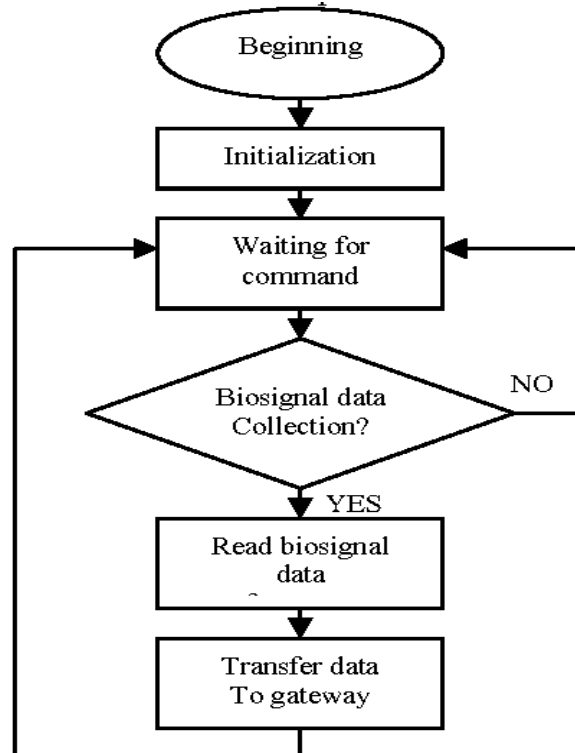 Beginning
Initialization
Waiting for
command
Biosignal data
Collection?
NO
YES
Read biosignal
data
Transfer data
To gateway